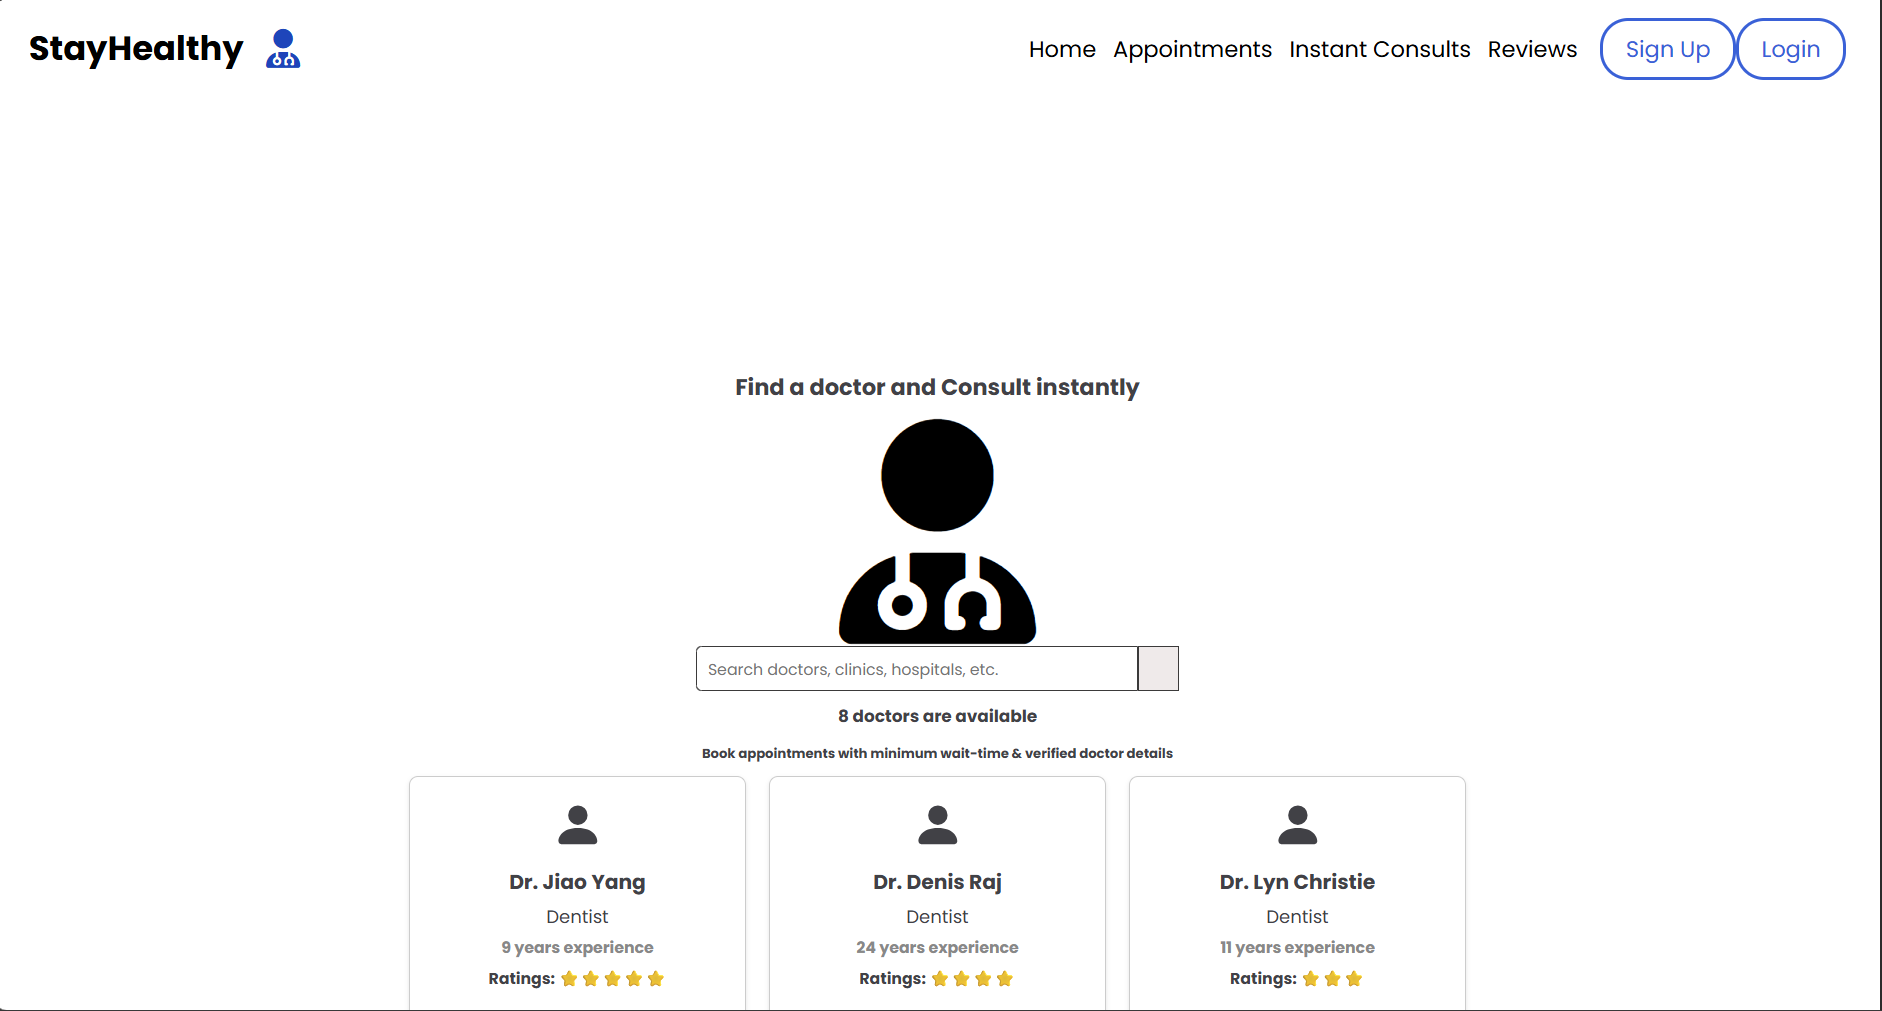 StayHealthy
Home Appointments Instant Consults Reviews Sign Up Login
Find a doctor and Consult instantly
Search doctors, clinics, hospitals, etc.
8 doctors are available
Book appointments with minimum wait-time & verified doctor details
Dr. Jiao Yang
Dentist
9 years experience
Ratings: ⭐⭐⭐⭐⭐
Dr. Denis Raj
Dentist
24 years experience
Ratings: ⭐⭐⭐⭐
Dr. Lyn Christie
Dentist
11 years experience
Ratings: ⭐⭐⭐